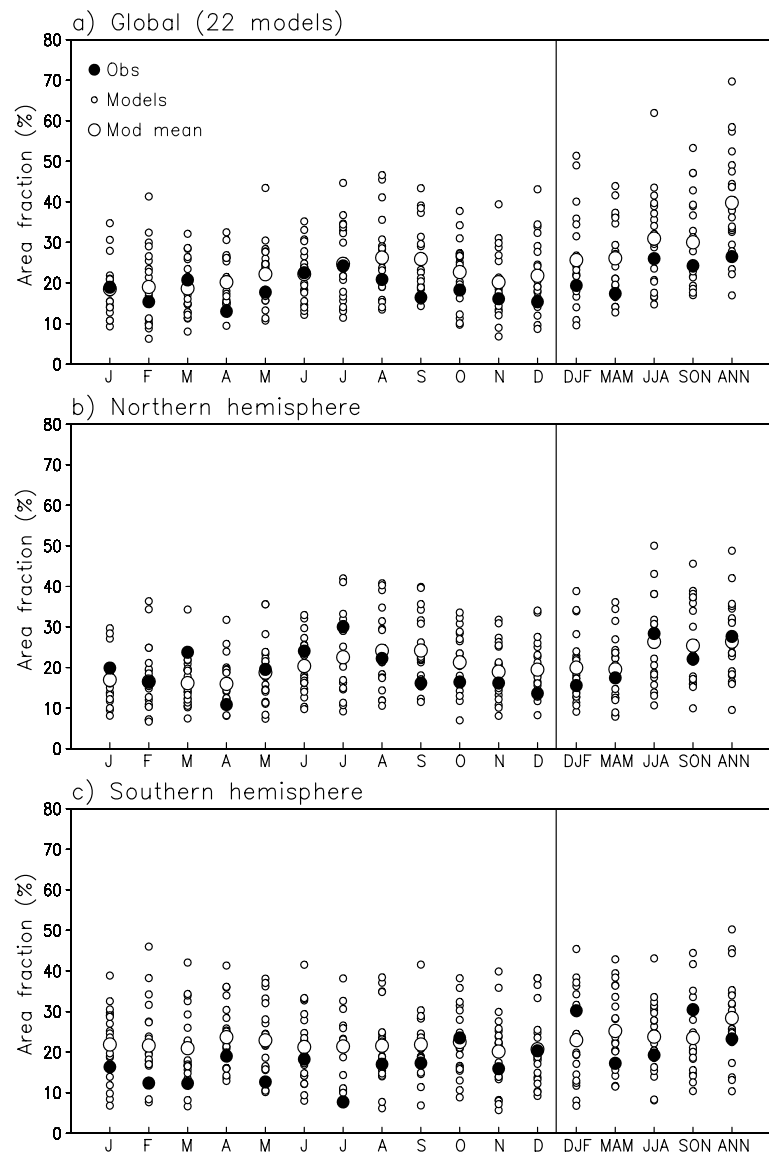 a) Global (22 models)
80
70
60
50
40
30
20
10
0
Area fraction (%)
Obs
Models
Mod mean
J F M A M J J A S O N D DJF MAM JJA SON ANN
b) Northern hemisphere
80
70
60
50
40
30
20
10
0
Area fraction (%)
J F M A M J J A S O N D DJF MAM JJA SON ANN
c) Southern hemisphere
80
70
60
50
40
30
20
10
0
Area fraction (%)
J F M A M J J A S O N D DJF MAM JJA SON ANN